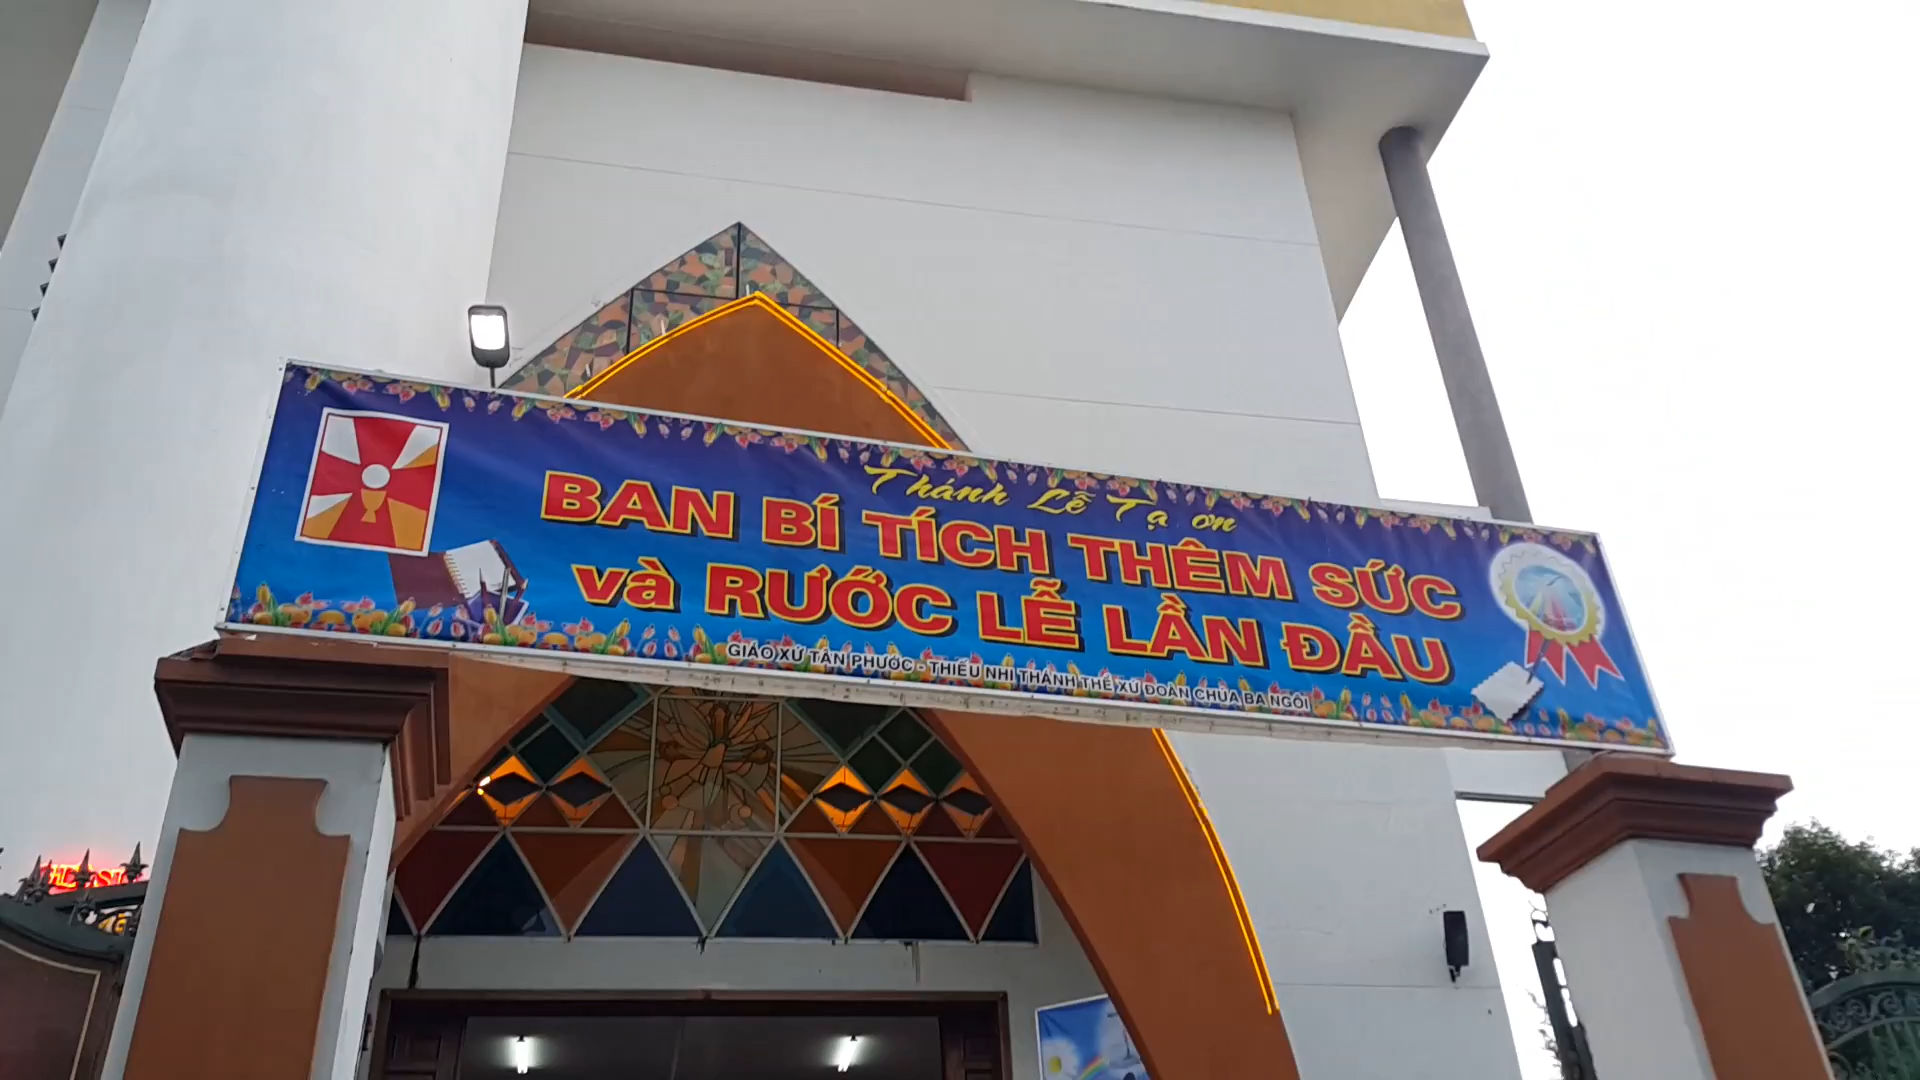 Thánh Lễ Tạ ơn
BAN BÍ TÍCH THÊM SỨC
và RƯỚC LỄ LẦN ĐẦU
GIÁO XỨ TÂN PHƯỚC - THIẾU NHI THÁNH THỂ XỨ ĐOÀN CHÚA BA NGÔI